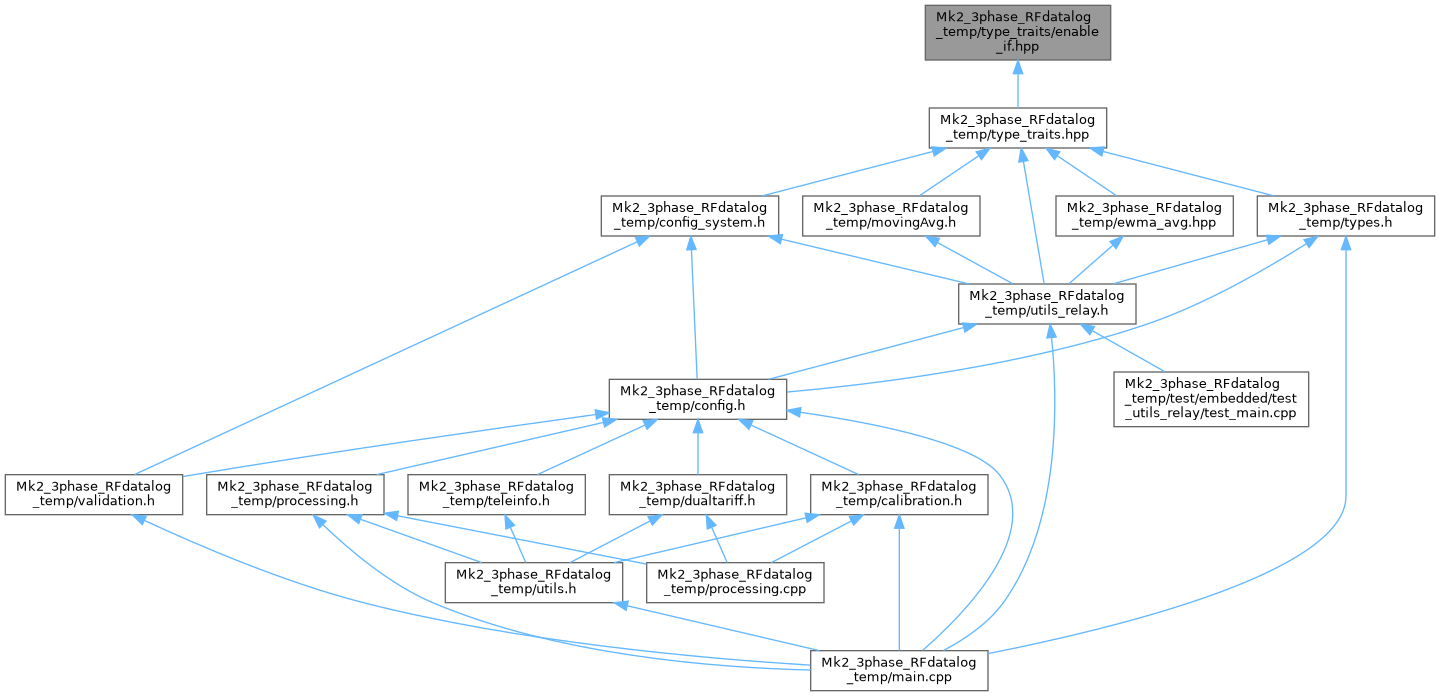 Mk2_3phase_RFdatalog
_temp/type_traits/enable
_if.hpp
Mk2_3phase_RFdatalog
_temp/type_traits.hpp
Mk2_3phase_RFdatalog
_temp/config_system.h
Mk2_3phase_RFdatalog
_temp/movingAvg.h
Mk2_3phase_RFdatalog
_temp/ewma_avg.hpp
Mk2_3phase_RFdatalog
_temp/types.h
Mk2_3phase_RFdatalog
_temp/utils_relay.h
Mk2_3phase_RFdatalog
_temp/config.h
Mk2_3phase_RFdatalog
_temp/test/embedded/test
_utils_relay/test_main.cpp
Mk2_3phase_RFdatalog
_temp/validation.h
Mk2_3phase_RFdatalog
_temp/processing.h
Mk2_3phase_RFdatalog
_temp/teleinfo.h
Mk2_3phase_RFdatalog
_temp/dualtariff.h
Mk2_3phase_RFdatalog
_temp/calibration.h
Mk2_3phase_RFdatalog
_temp/utils.h
Mk2_3phase_RFdatalog
_temp/processing.cpp
Mk2_3phase_RFdatalog
_temp/main.cpp